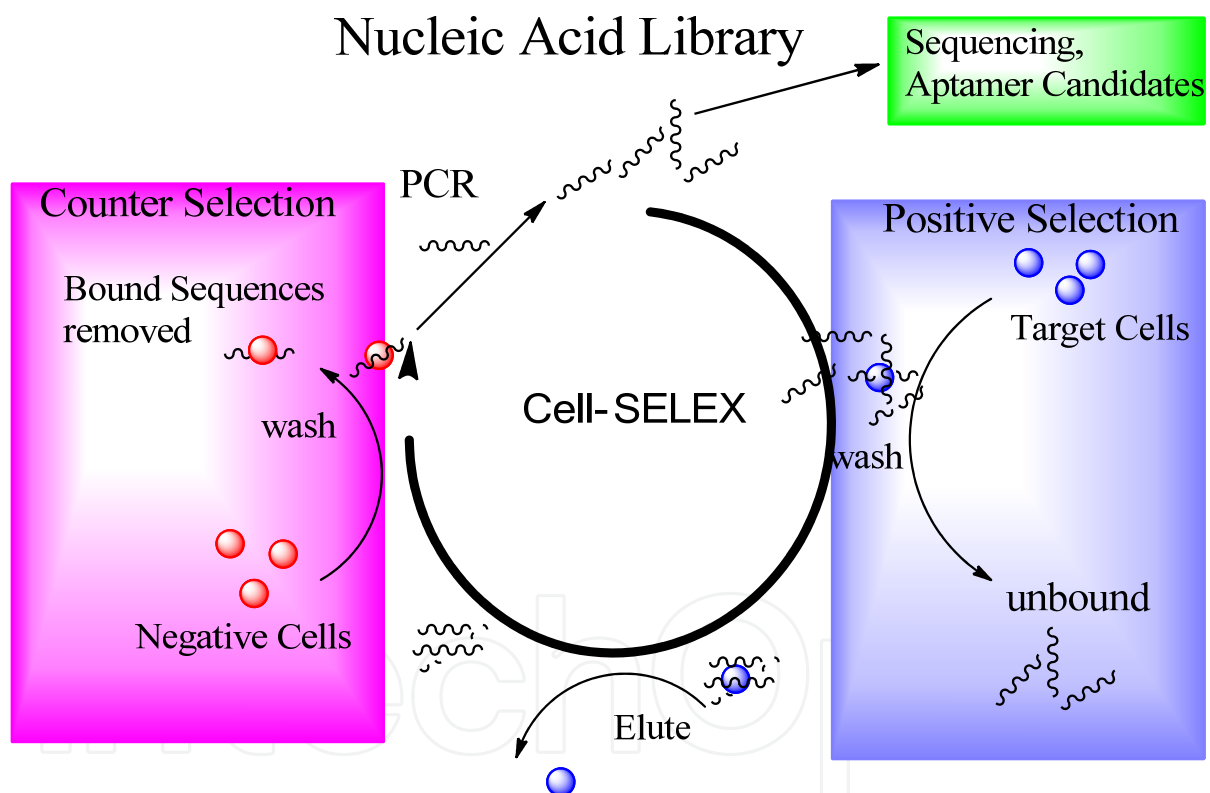 Nucleic Acid Library
Sequencing,
Aptamer Candidates
PCR
Counter Selection
Bound Sequences
removed
wash
Negative Cells
Cell-SELEX
Positive Selection
Target Cells
wash
unbound
Elute